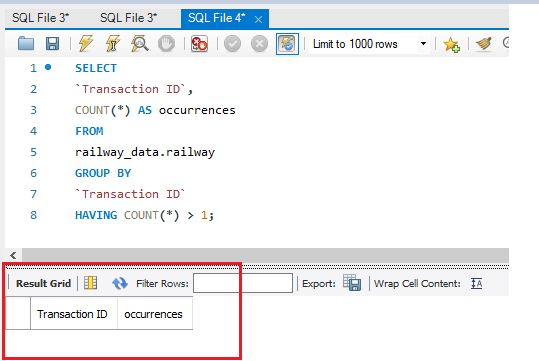 SQL File 3* SQL File 3* SQL File 4*
Limit to 1000 rows
1 SELECT
2 `Transaction ID`,
3 COUNT(*) AS occurrences
4 FROM
5 railway_data.railway
6 GROUP BY
7 `Transaction ID`
8 HAVING COUNT(*) > 1;
Result Grid Filter Rows: Export: Wrap Cell Content:
Transaction ID occurrences